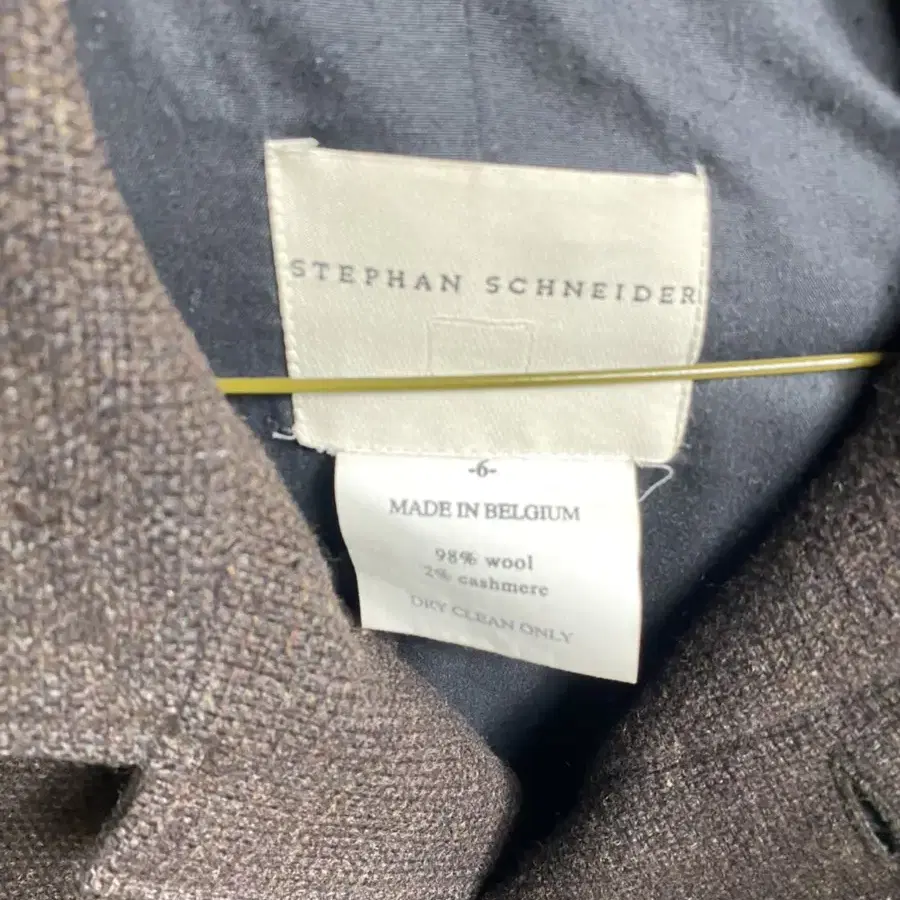 STEPHAN SCHNEIDER
-6-
MADE IN BELGIUM
98% wool
2% cashmere
DRY CLEAN ONLY